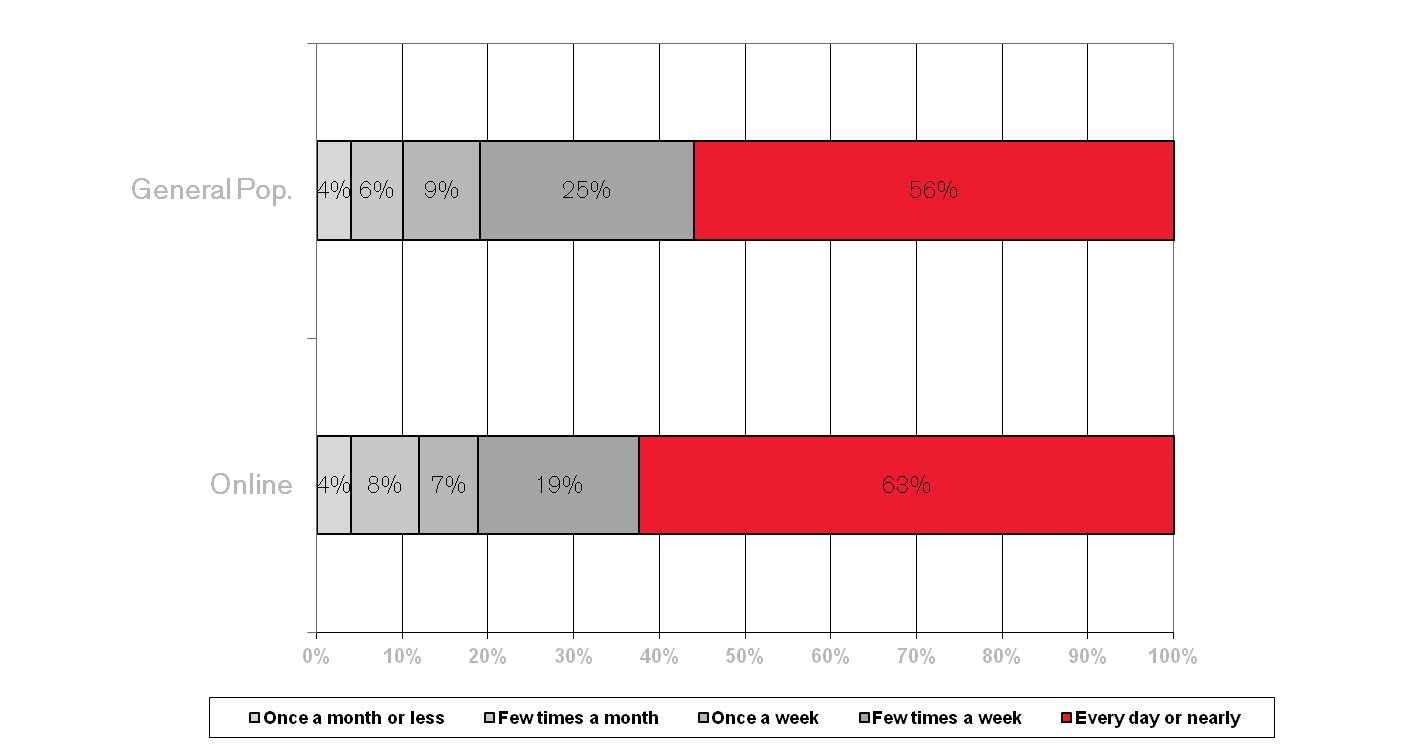 General Pop.
4% 6% 9% 25% 56%
Online
4% 8% 7% 19% 63%
0% 10% 20% 30% 40% 50% 60% 70% 80% 90% 100%
Once a month or less Few times a month Once a week Few times a week Every day or nearly